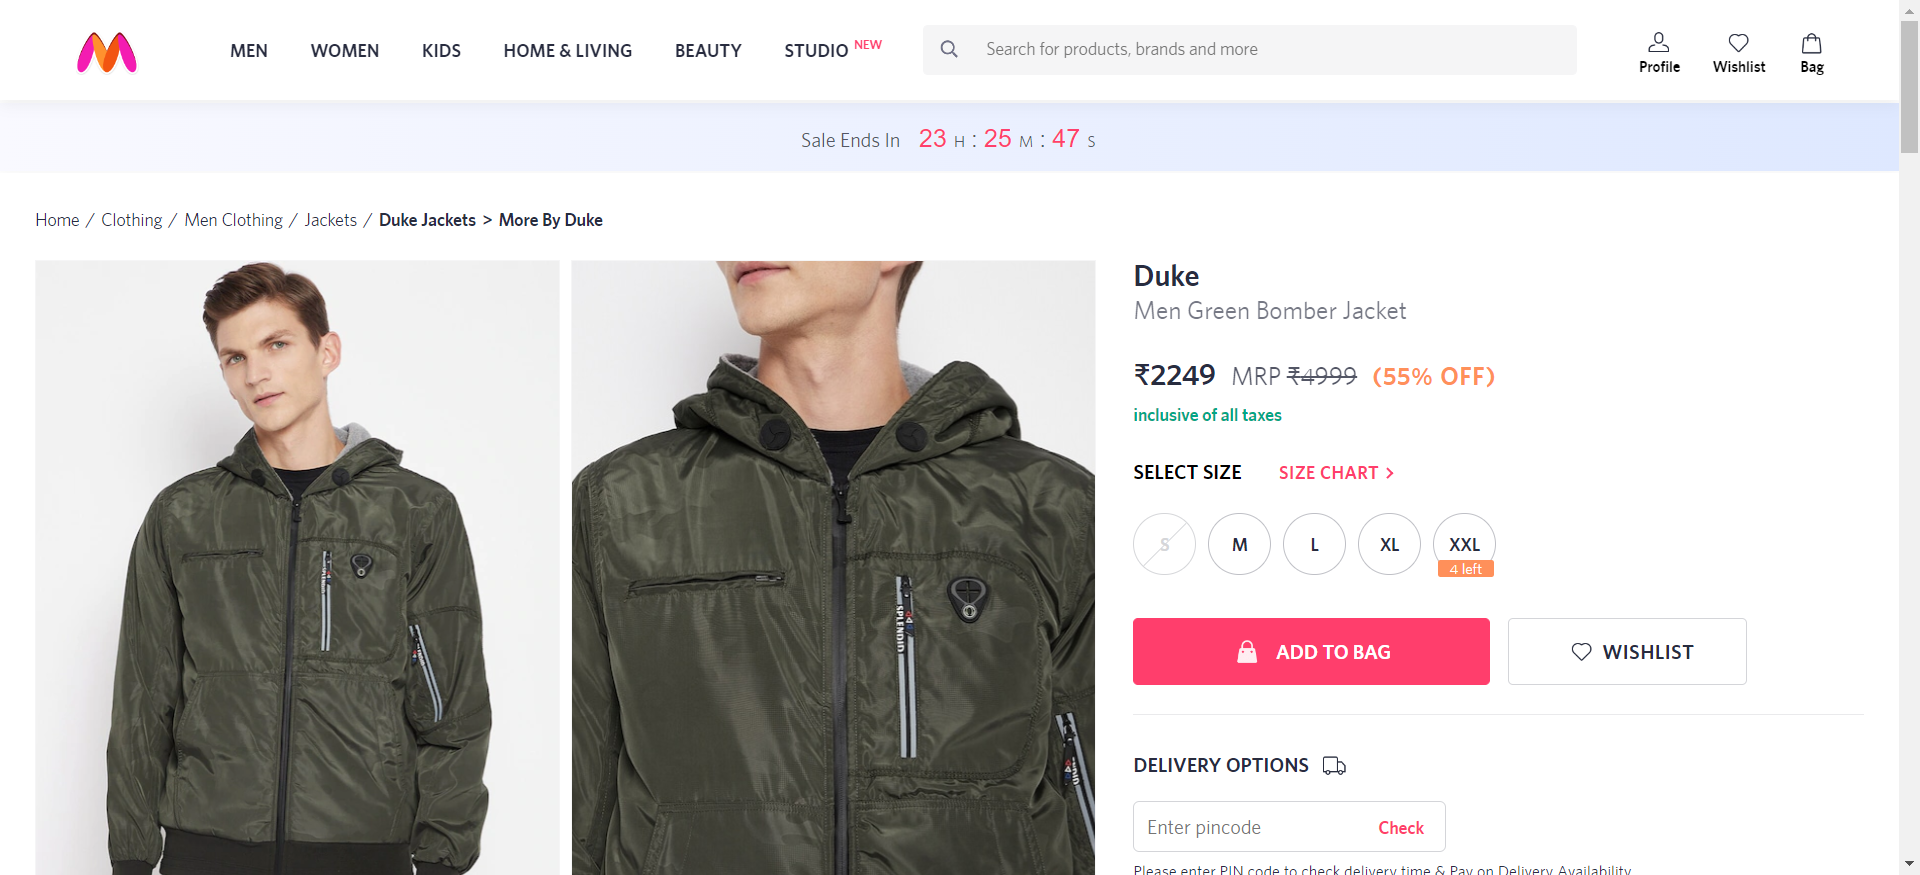 MEN WOMEN KIDS HOME & LIVING BEAUTY STUDIO NEW Search for products, brands and more Profile Wishlist Bag
Sale Ends In 23 H : 25 M : 47 S
Home / Clothing / Men Clothing / Jackets / Duke Jackets > More By Duke
Duke
Men Green Bomber Jacket
₹2249 MRP ₹4999 (55% OFF)
inclusive of all taxes
SELECT SIZE SIZE CHART >
S M L XL XXL
4 left
ADD TO BAG WISHLIST
DELIVERY OPTIONS
Enter pincode Check
Please enter PIN code to check delivery time & Pay on Delivery Availability
SPLENDID
SPLENDID